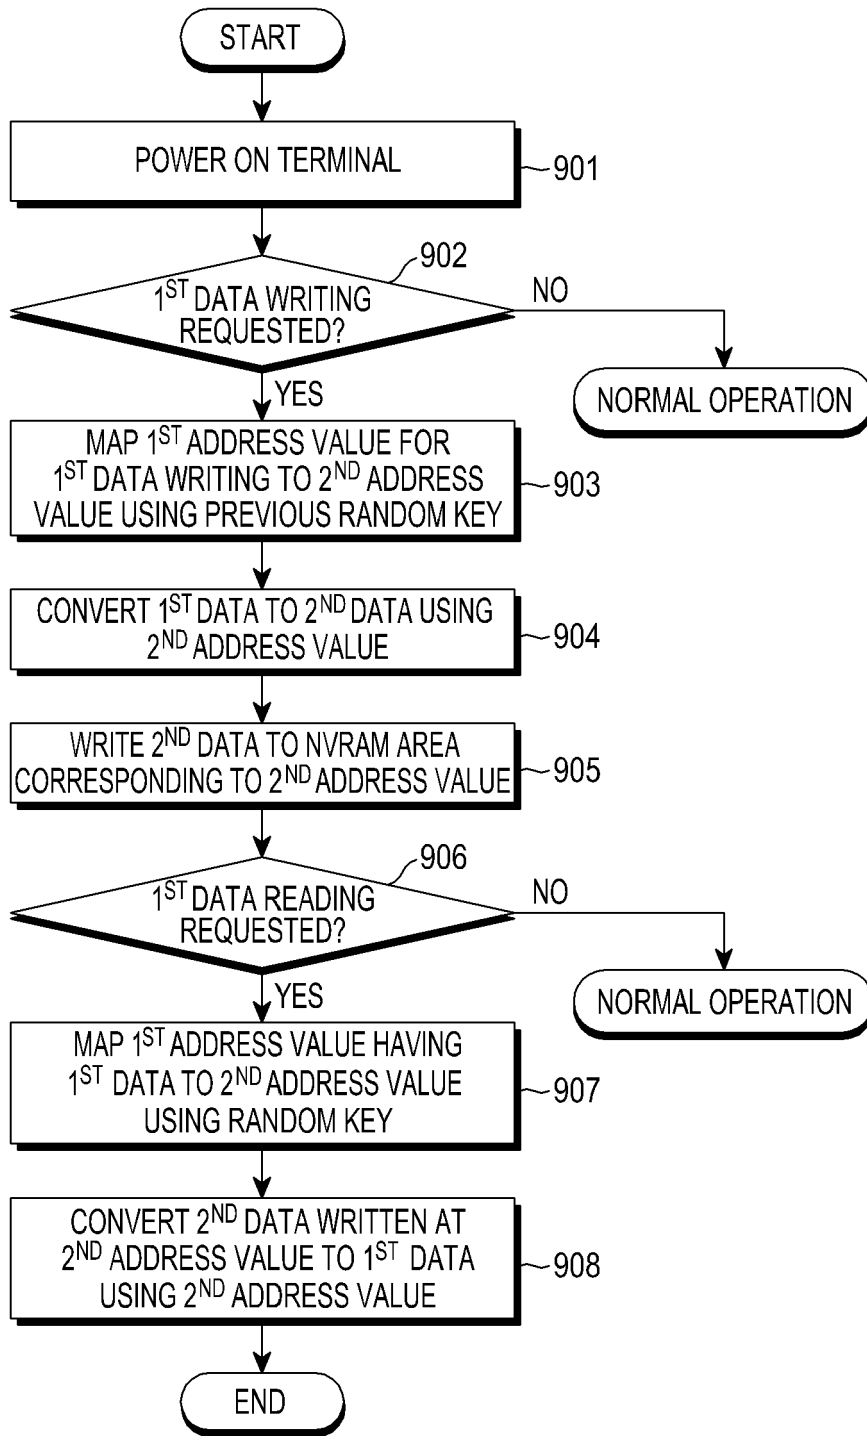 START
POWER ON TERMINAL
901
902
1ST DATA WRITING
REQUESTED?
NO
YES
NORMAL OPERATION
MAP 1ST ADDRESS VALUE FOR
1ST DATA WRITING TO 2ND ADDRESS
VALUE USING PREVIOUS RANDOM KEY
903
CONVERT 1ST DATA TO 2ND DATA USING
2ND ADDRESS VALUE
904
WRITE 2ND DATA TO NVRAM AREA
CORRESPONDING TO 2ND ADDRESS VALUE
905
906
1ST DATA READING
REQUESTED?
NO
YES
NORMAL OPERATION
MAP 1ST ADDRESS VALUE HAVING
1ST DATA TO 2ND ADDRESS VALUE
USING RANDOM KEY
907
CONVERT 2ND DATA WRITTEN AT
2ND ADDRESS VALUE TO 1ST DATA
USING 2ND ADDRESS VALUE
908
END